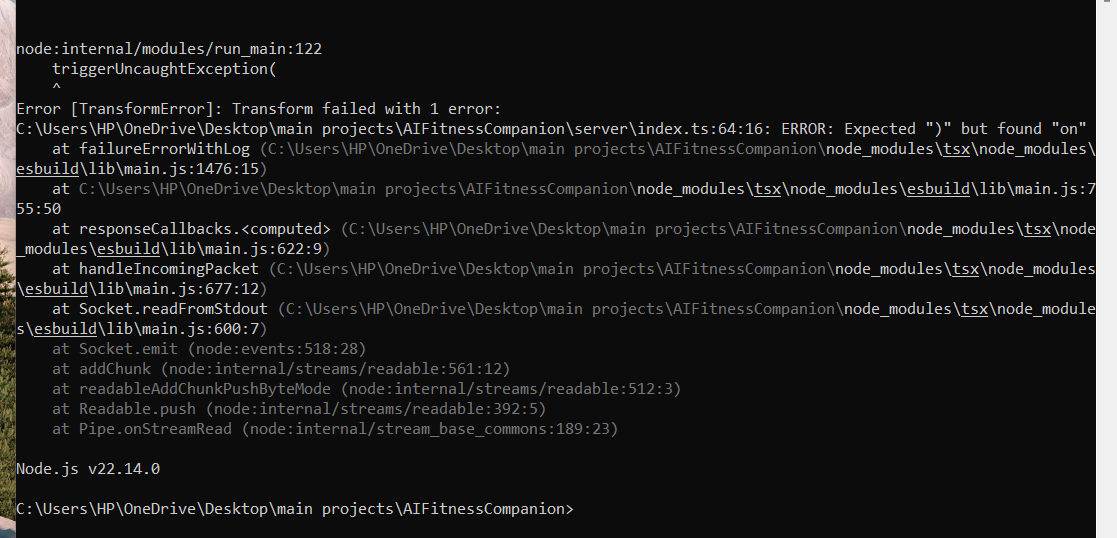 node:internal/modules/run_main:122
    triggerUncaughtException(
    ^
Error [TransformError]: Transform failed with 1 error:
C:\Users\HP\OneDrive\Desktop\main projects\AIFitnessCompanion\server\index.ts:64:16: ERROR: Expected ")" but found "on"
    at failureErrorWithLog (C:\Users\HP\OneDrive\Desktop\main projects\AIFitnessCompanion\node_modules\tsx\node_modules\
esbuild\lib\main.js:1476:15)
    at C:\Users\HP\OneDrive\Desktop\main projects\AIFitnessCompanion\node_modules\tsx\node_modules\esbuild\lib\main.js:7
55:50
    at responseCallbacks.<computed> (C:\Users\HP\OneDrive\Desktop\main projects\AIFitnessCompanion\node_modules\tsx\node
_modules\esbuild\lib\main.js:622:9)
    at handleIncomingPacket (C:\Users\HP\OneDrive\Desktop\main projects\AIFitnessCompanion\node_modules\tsx\node_modules
\esbuild\lib\main.js:677:12)
    at Socket.readFromStdout (C:\Users\HP\OneDrive\Desktop\main projects\AIFitnessCompanion\node_modules\tsx\node_module
s\esbuild\lib\main.js:600:7)
    at Socket.emit (node:events:518:28)
    at addChunk (node:internal/streams/readable:561:12)
    at readableAddChunkPushByteMode (node:internal/streams/readable:512:3)
    at Readable.push (node:internal/streams/readable:392:5)
    at Pipe.onStreamRead (node:internal/stream_base_commons:189:23)
Node.js v22.14.0
C:\Users\HP\OneDrive\Desktop\main projects\AIFitnessCompanion>